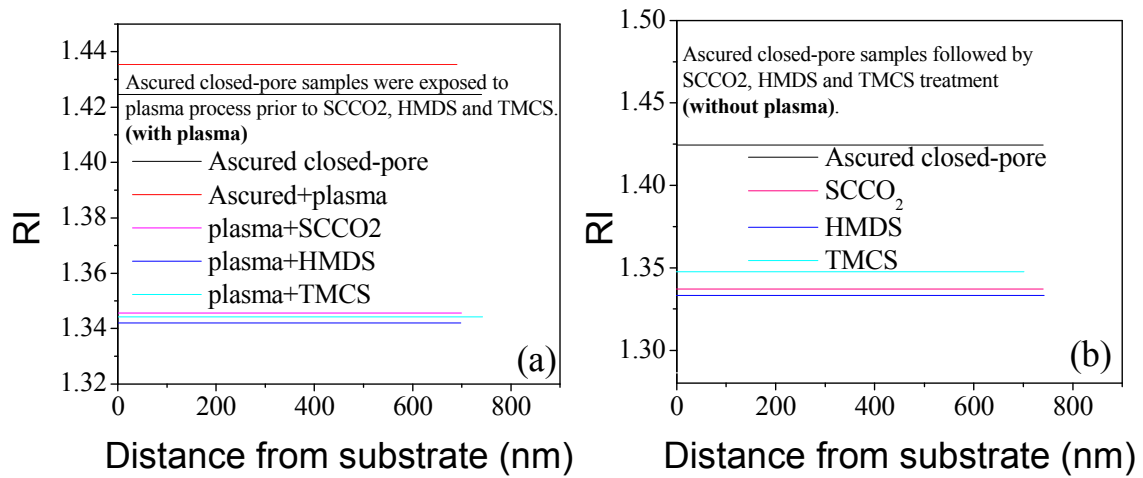 1.44
1.42
1.40
1.38
1.36
1.34
1.32
RI
Ascured closed-pore samples were exposed to
plasma process prior to SCCO2, HMDS and TMCS.
(with plasma)
Ascured closed-pore
Ascured+plasma
plasma+SCCO2
plasma+HMDS
plasma+TMCS
(a)
0 200 400 600 800
Distance from substrate (nm)
1.50
1.45
1.40
1.35
1.30
RI
Ascured closed-pore samples followed by
SCCO2, HMDS and TMCS treatment
(without plasma).
Ascured closed-pore
SCCO₂
HMDS
TMCS
(b)
0 200 400 600 800
Distance from substrate (nm)